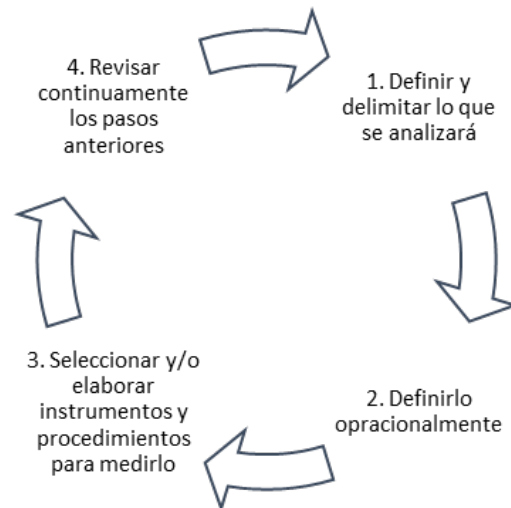 1. Definir y
delimitar lo que
se analizará
2. Definirlo
opracionalmente
3. Seleccionar y/o
elaborar
instrumentos y
procedimientos
para medirlo
4. Revisar
continuamente
los pasos
anteriores